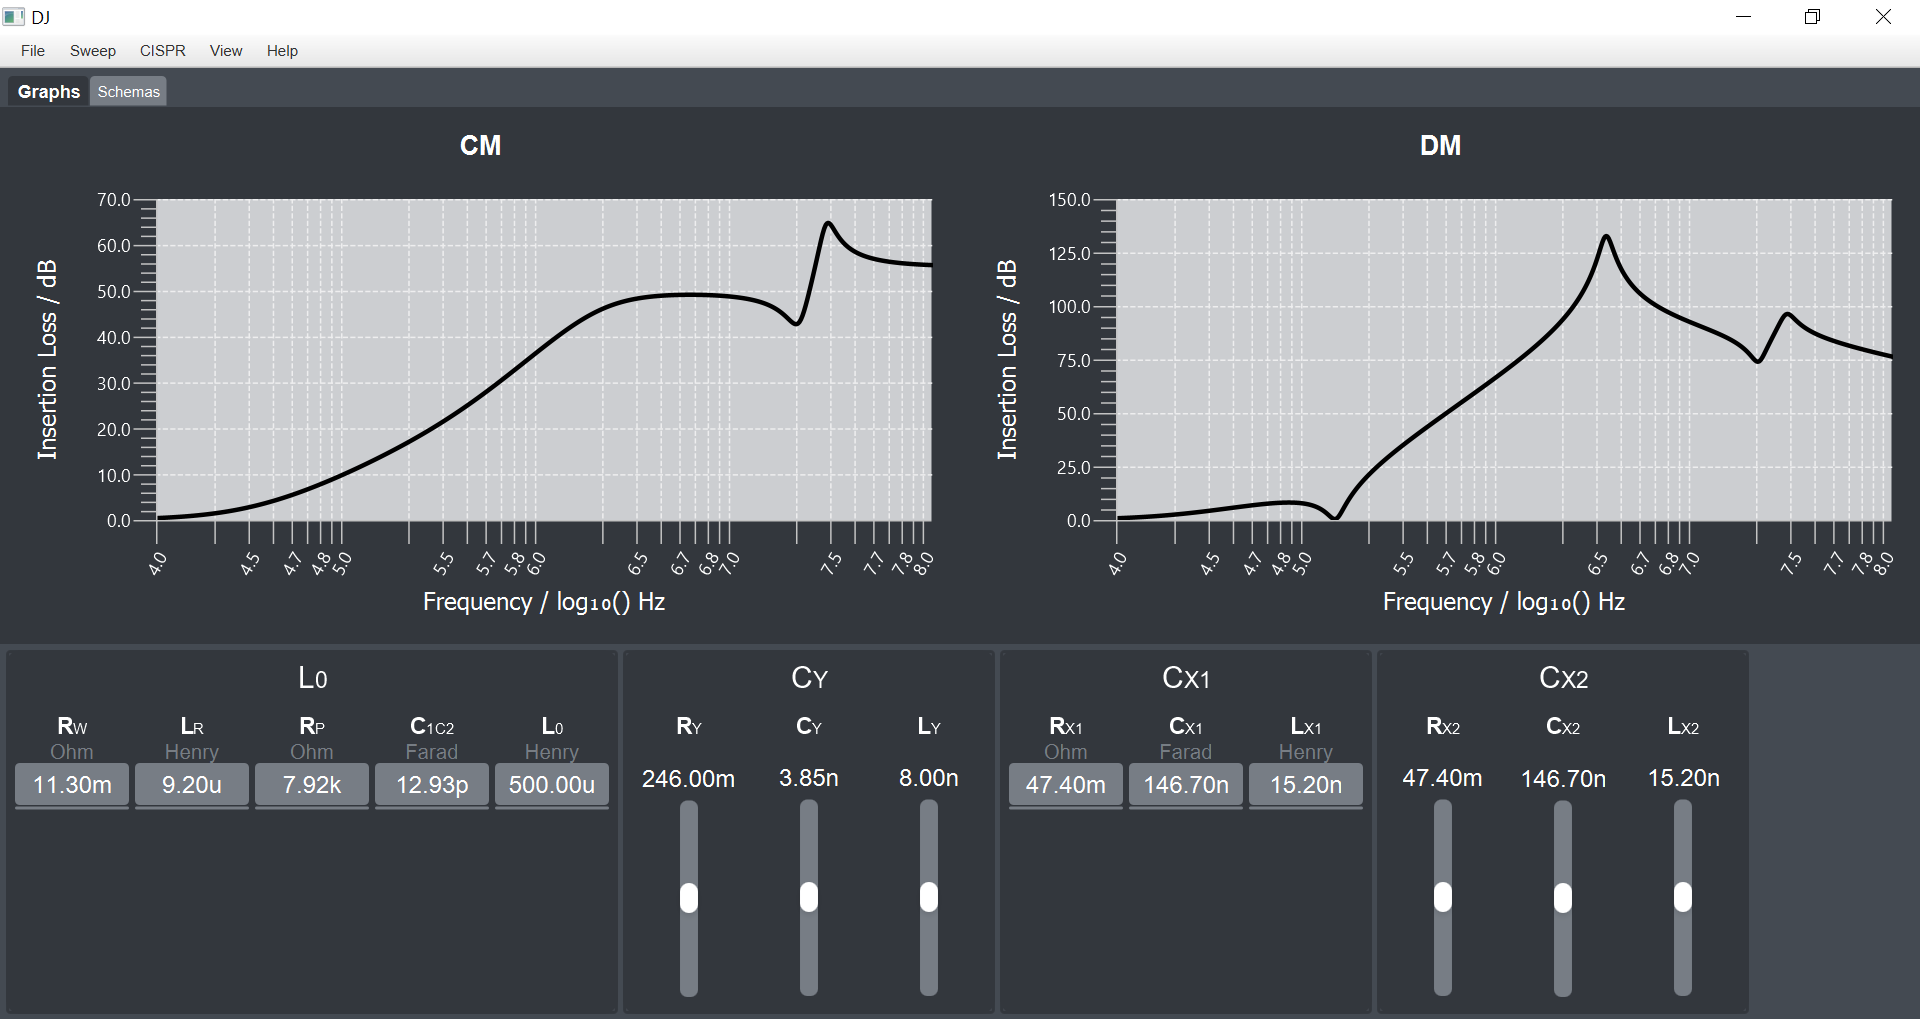 DJ
File Sweep CISPR View Help
Graphs Schemas
CM
Insertion Loss / dB
70.0
60.0
50.0
40.0
30.0
20.0
10.0
0.0
4.0 4.5 4.7 4.8 5.0 5.5 5.7 5.8 6.0 6.5 6.7 6.8 7.0 7.5 7.7 7.8 8.0
Frequency / log₁₀() Hz
DM
Insertion Loss / dB
150.0
125.0
100.0
75.0
50.0
25.0
0.0
4.0 4.5 4.7 4.8 5.0 5.5 5.7 5.8 6.0 6.5 6.7 6.8 7.0 7.5 7.7 7.8 8.0
Frequency / log₁₀() Hz
L0
RW LR RP C1C2 L0
Ohm Henry Ohm Farad Henry
11.30m 9.20u 7.92k 12.93p 500.00u
CY
RY CY LY
246.00m 3.85n 8.00n
CX1
RX1 CX1 LX1
Ohm Farad Henry
47.40m 146.70n 15.20n
CX2
RX2 CX2 LX2
47.40m 146.70n 15.20n